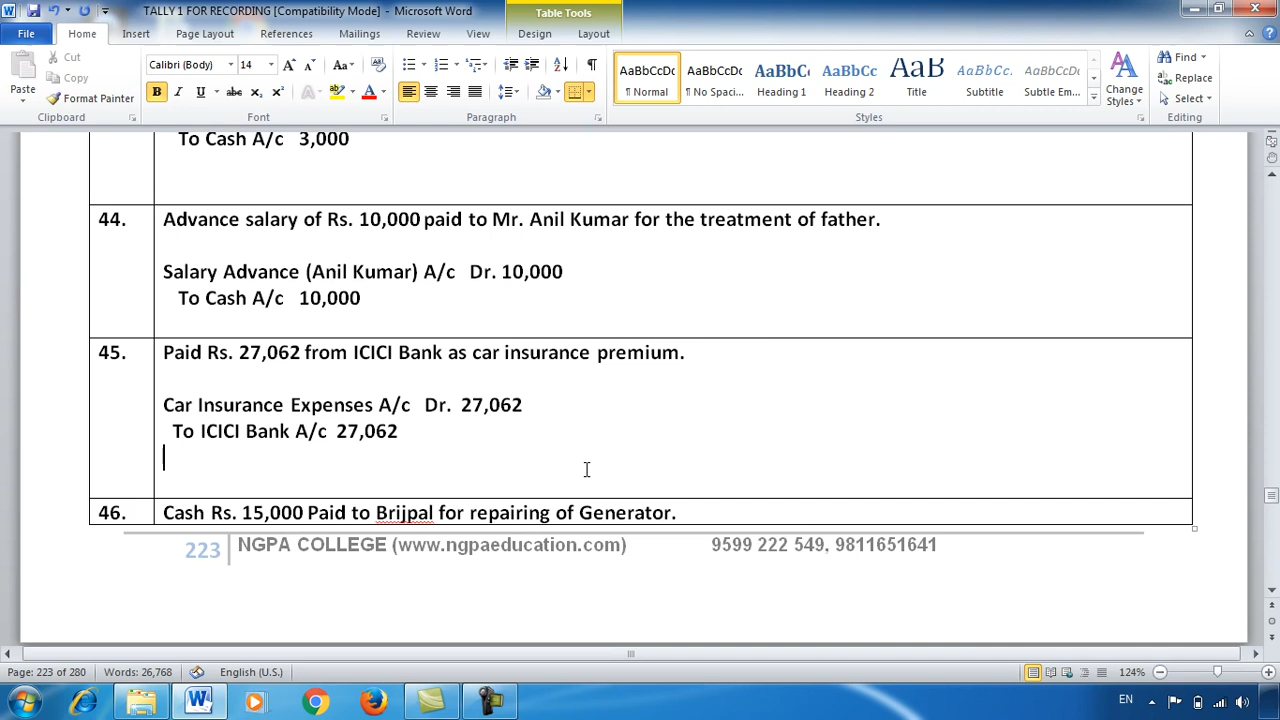 TALLY 1 FOR RECORDING [Compatibility Mode] - Microsoft Word
Table Tools
File Home Insert Page Layout References Mailings Review View Design Layout
Paste
Cut
Copy
Format Painter
Clipboard
Calibri (Body) 14
Font
Paragraph
AaBbCcDc AaBbCcDc AaBbCc AaBbCc AaB AaBbCcL AaBbCcDc
¶ Normal ¶ No Spaci... Heading 1 Heading 2 Title Subtitle Subtle Em...
Styles
Change Styles
Find
Replace
Select
Editing
To Cash A/c 3,000
44. Advance salary of Rs. 10,000 paid to Mr. Anil Kumar for the treatment of father.
Salary Advance (Anil Kumar) A/c Dr. 10,000
To Cash A/c 10,000
45. Paid Rs. 27,062 from ICICI Bank as car insurance premium.
Car Insurance Expenses A/c Dr. 27,062
To ICICI Bank A/c 27,062
46. Cash Rs. 15,000 Paid to Brijpal for repairing of Generator.
223 NGPA COLLEGE (www.ngpaeducation.com) 9599 222 549, 9811651641
Page: 223 of 280 Words: 26,768 English (U.S.) 124%
EN